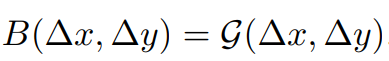 B(Δx, Δy) = 𝒢(Δx, Δy)